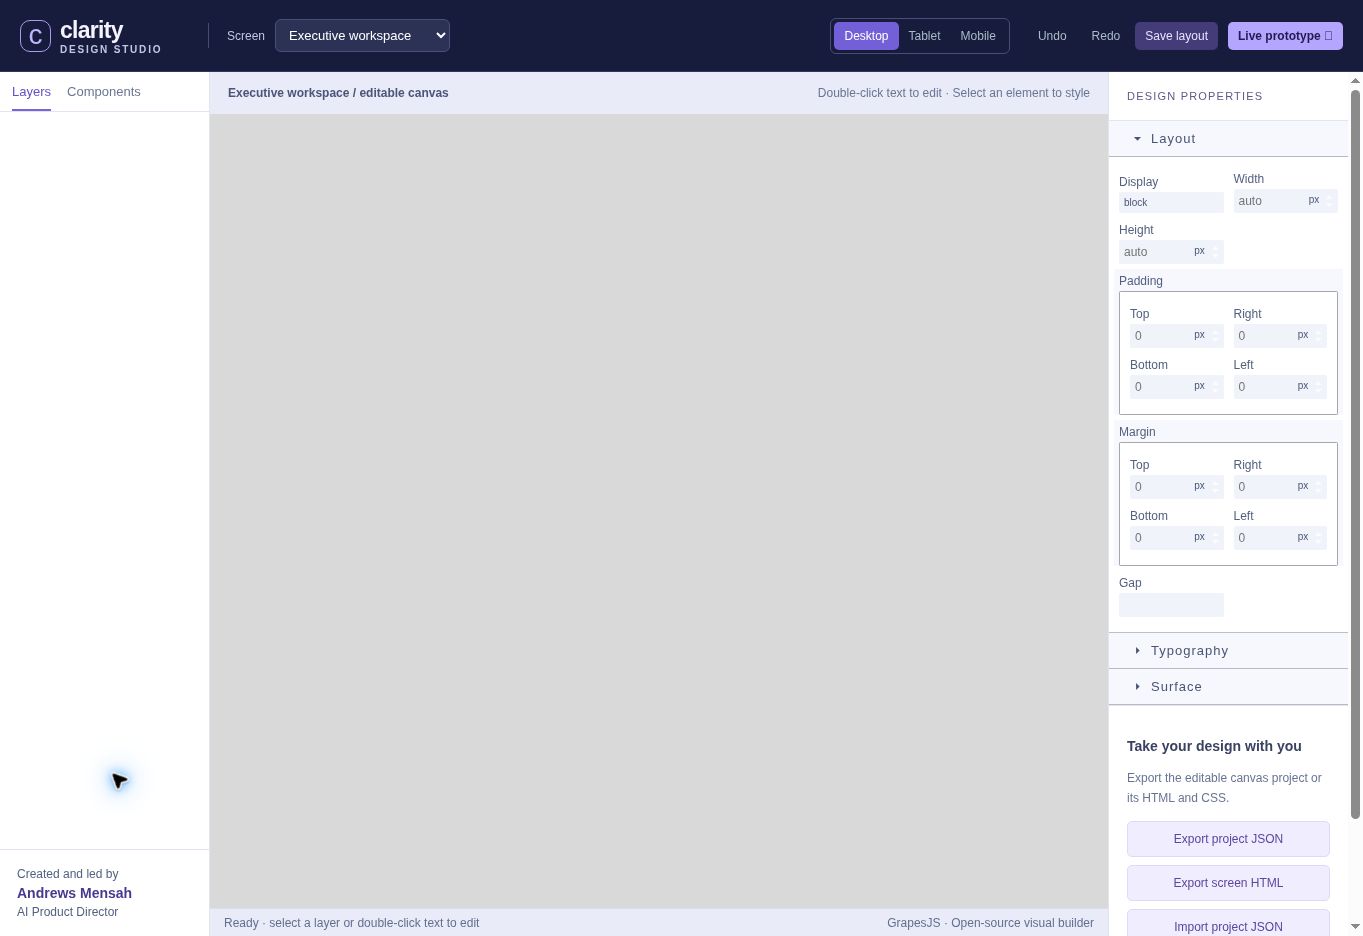 C clarity
DESIGN STUDIO
Screen
Executive workspace
Desktop Tablet Mobile
Undo Redo Save layout Live prototype
Layers Components
Executive workspace / editable canvas
Double-click text to edit · Select an element to style
DESIGN PROPERTIES
Layout
Display Width
block auto px
Height
auto px
Padding
Top Right
0 px 0 px
Bottom Left
0 px 0 px
Margin
Top Right
0 px 0 px
Bottom Left
0 px 0 px
Gap
Typography
Surface
Take your design with you
Export the editable canvas project or
its HTML and CSS.
Export project JSON
Export screen HTML
Import project JSON
Created and led by
Andrews Mensah
AI Product Director
Ready · select a layer or double-click text to edit
GrapesJS · Open-source visual builder